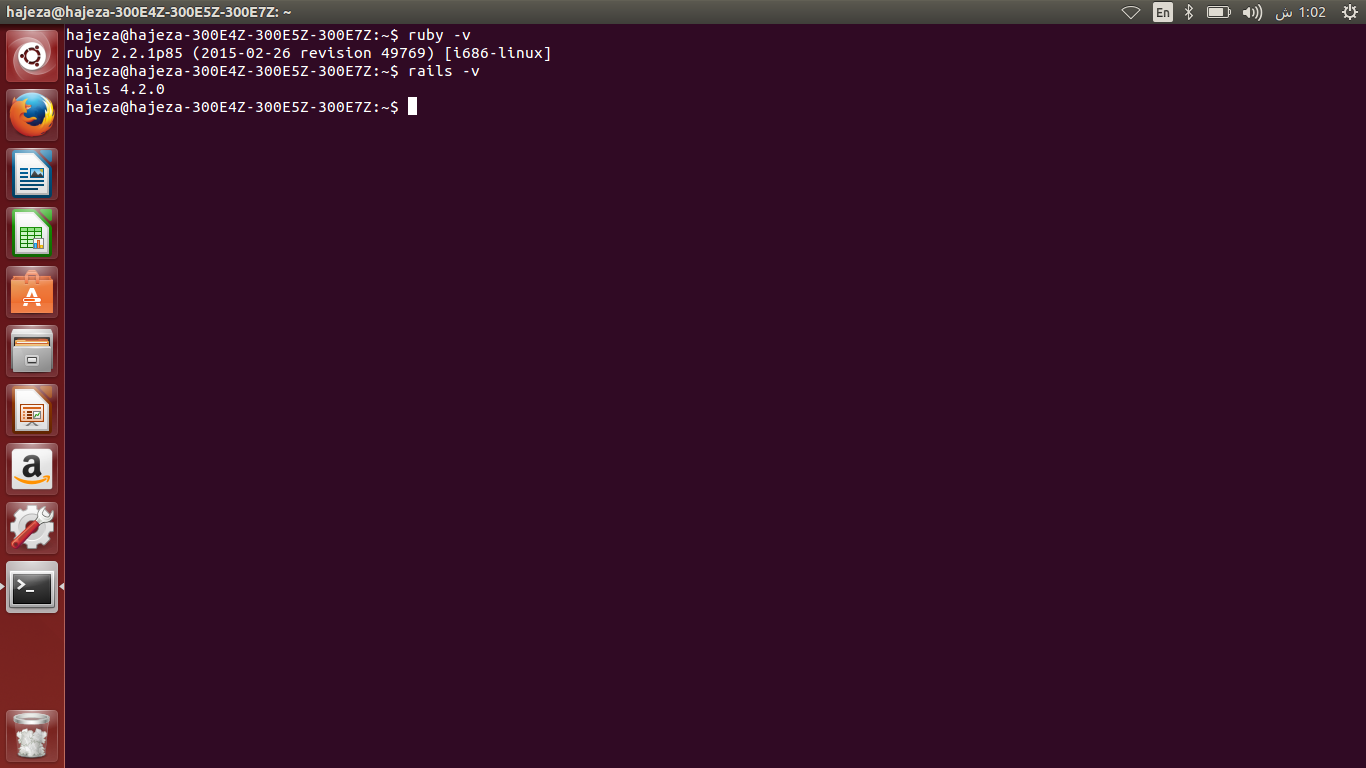 hajeza@hajeza-300E4Z-300E5Z-300E7Z: ~
En
ش 1:02
hajeza@hajeza-300E4Z-300E5Z-300E7Z:~$ ruby -v
ruby 2.2.1p85 (2015-02-26 revision 49769) [i686-linux]
hajeza@hajeza-300E4Z-300E5Z-300E7Z:~$ rails -v
Rails 4.2.0
hajeza@hajeza-300E4Z-300E5Z-300E7Z:~$
A
a
>_